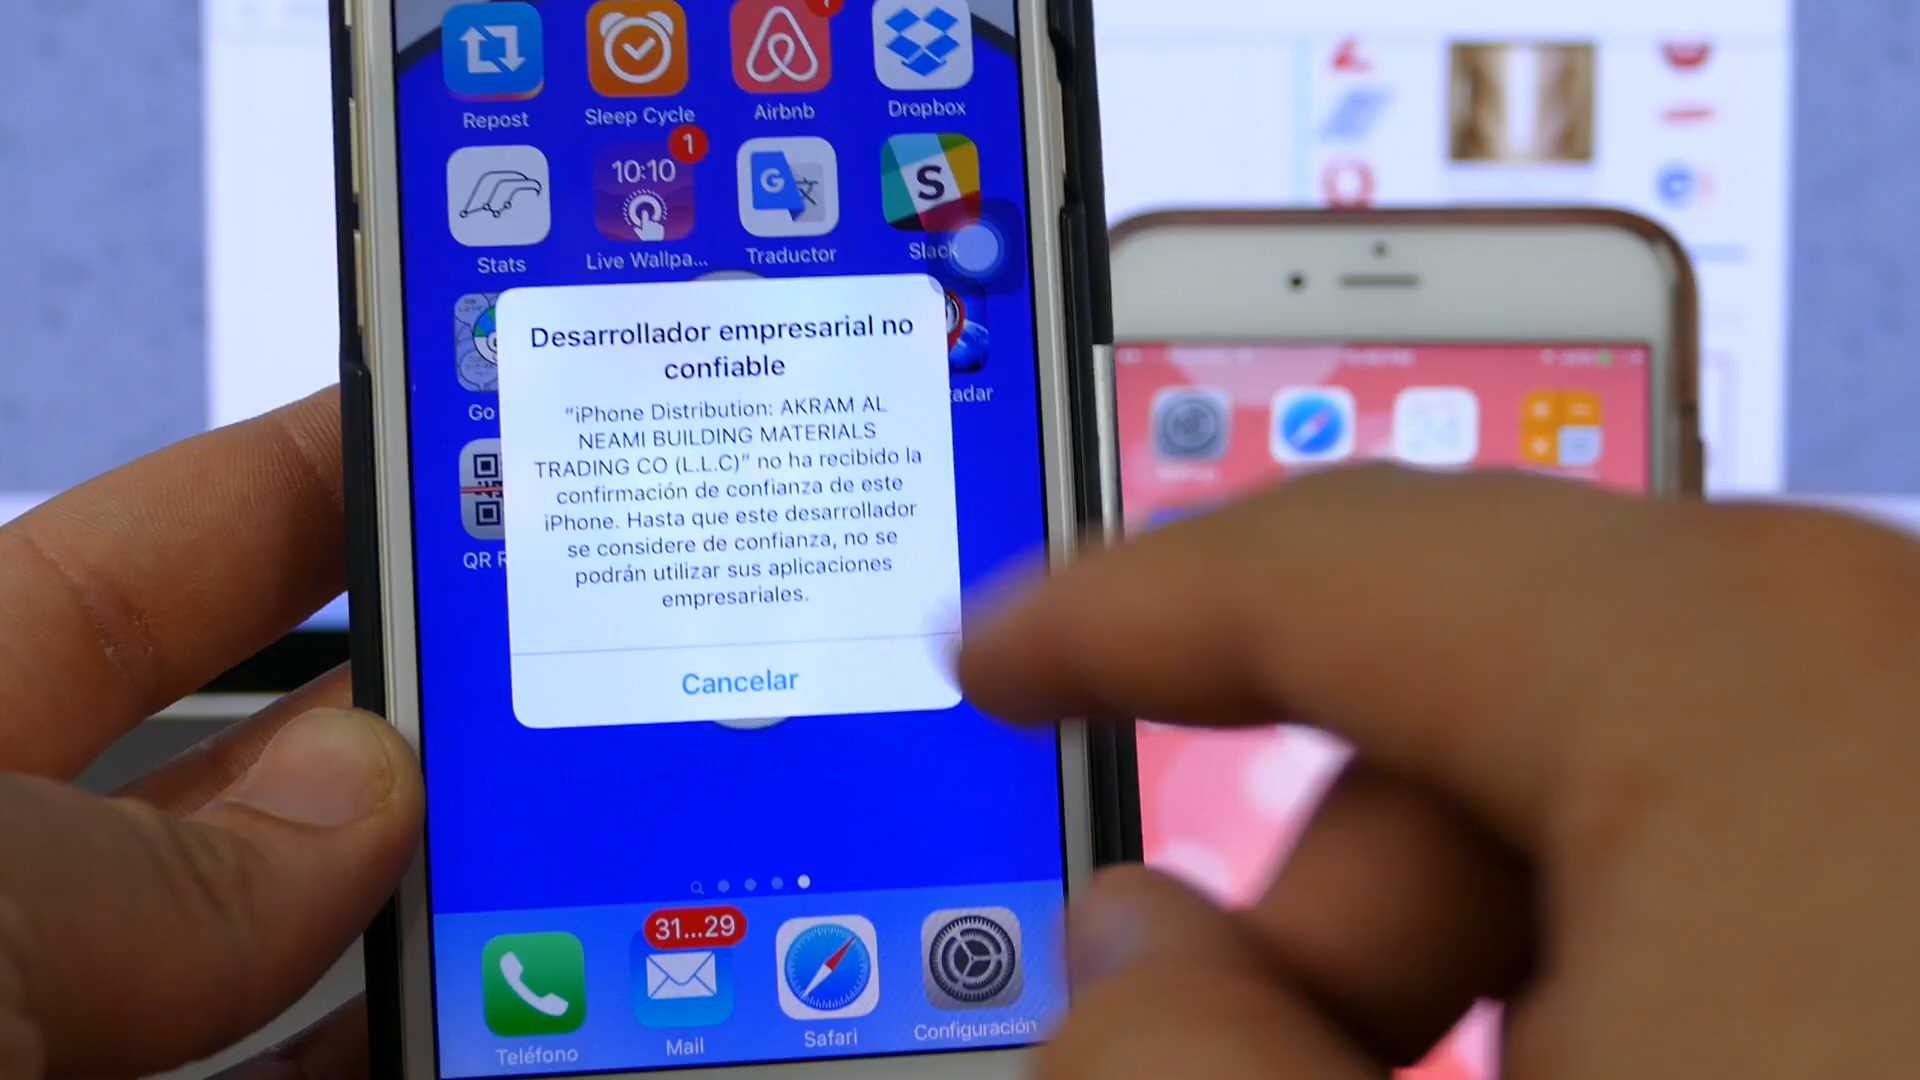 Repost
Sleep Cycle
Airbnb
Dropbox
1
10:10
G
S
Stats
Live Wallpa...
Traductor
Slack
Desarrollador empresarial no
confiable
"iPhone Distribution: AKRAM AL
NEAMI BUILDING MATERIALS
TRADING CO (L.L.C)" no ha recibido la
confirmación de confianza de este
iPhone. Hasta que este desarrollador
se considere de confianza, no se
podrán utilizar sus aplicaciones
empresariales.
Cancelar
Go
adar
QR
31...29
Teléfono
Mail
Safari
Configuración